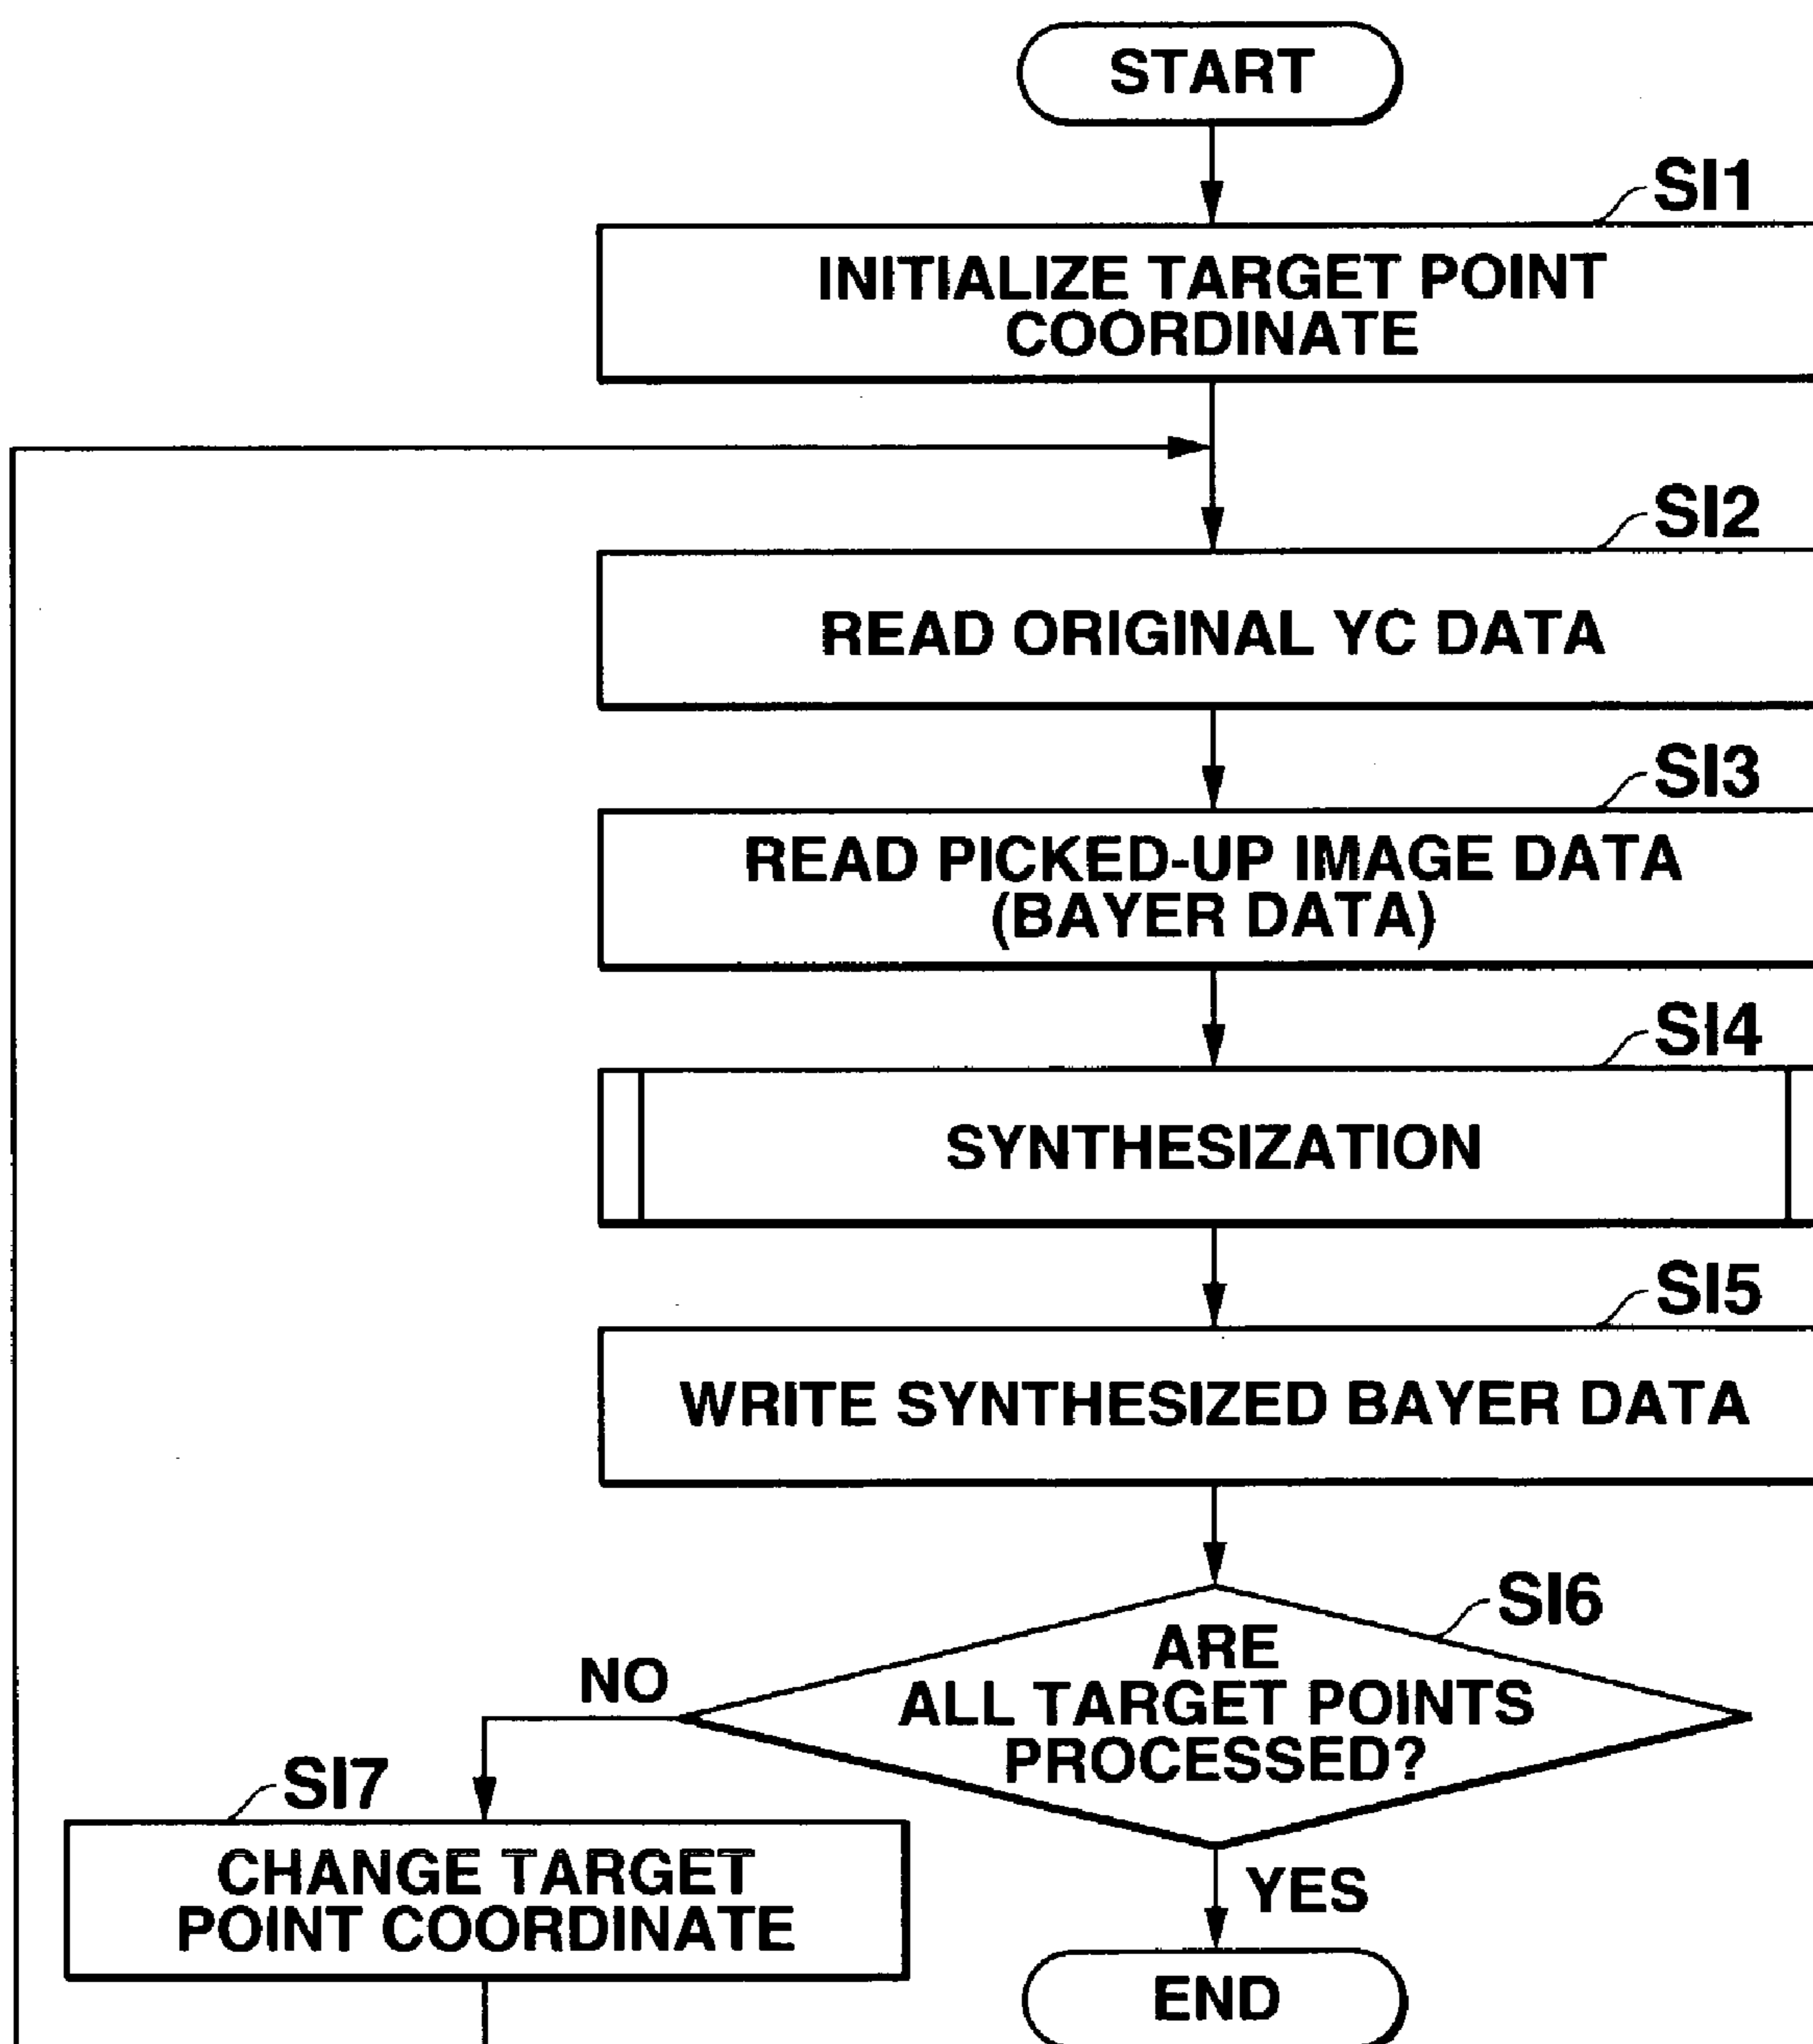 START
SI1
INITIALIZE TARGET POINT
COORDINATE
SI2
READ ORIGINAL YC DATA
SI3
READ PICKED-UP IMAGE DATA
(BAYER DATA)
SI4
SYNTHESIZATION
SI5
WRITE SYNTHESIZED BAYER DATA
SI6
ARE
ALL TARGET POINTS
PROCESSED?
NO
SI7
CHANGE TARGET
POINT COORDINATE
YES
END